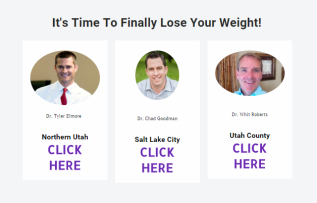 It's Time To Finally Lose Your Weight!
Dr. Tyler Elmore
Northern Utah
CLICK
HERE
Dr. Chad Goodman
Salt Lake City
CLICK
HERE
Dr. Whit Roberts
Utah County
CLICK
HERE